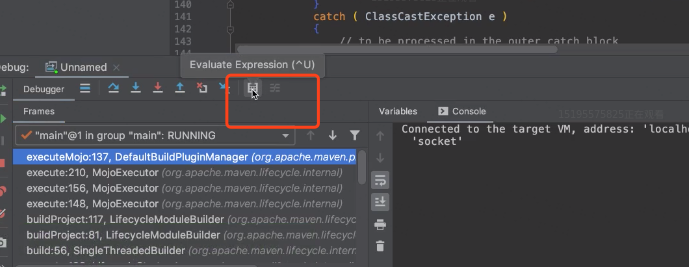 140
}
141
catch ( ClassCastException e )
142
{
143
// to be processed in the outer catch block
Debug:
Unnamed
Evaluate Expression (^U)
Debugger
Frames
Variables
Console
"main"@1 in group "main": RUNNING
Connected to the target VM, address: 'localho
'socket'
executeMojo:137, DefaultBuildPluginManager (org.apache.maven.p
execute:210, MojoExecutor (org.apache.maven.lifecycle.internal)
execute:156, MojoExecutor (org.apache.maven.lifecycle.internal)
execute:148, MojoExecutor (org.apache.maven.lifecycle.internal)
buildProject:117, LifecycleModuleBuilder (org.apache.maven.lifecyc
buildProject:81, LifecycleModuleBuilder (org.apache.maven.lifecycl
build:56, SingleThreadedBuilder (org.apache.maven.lifecycle.intern